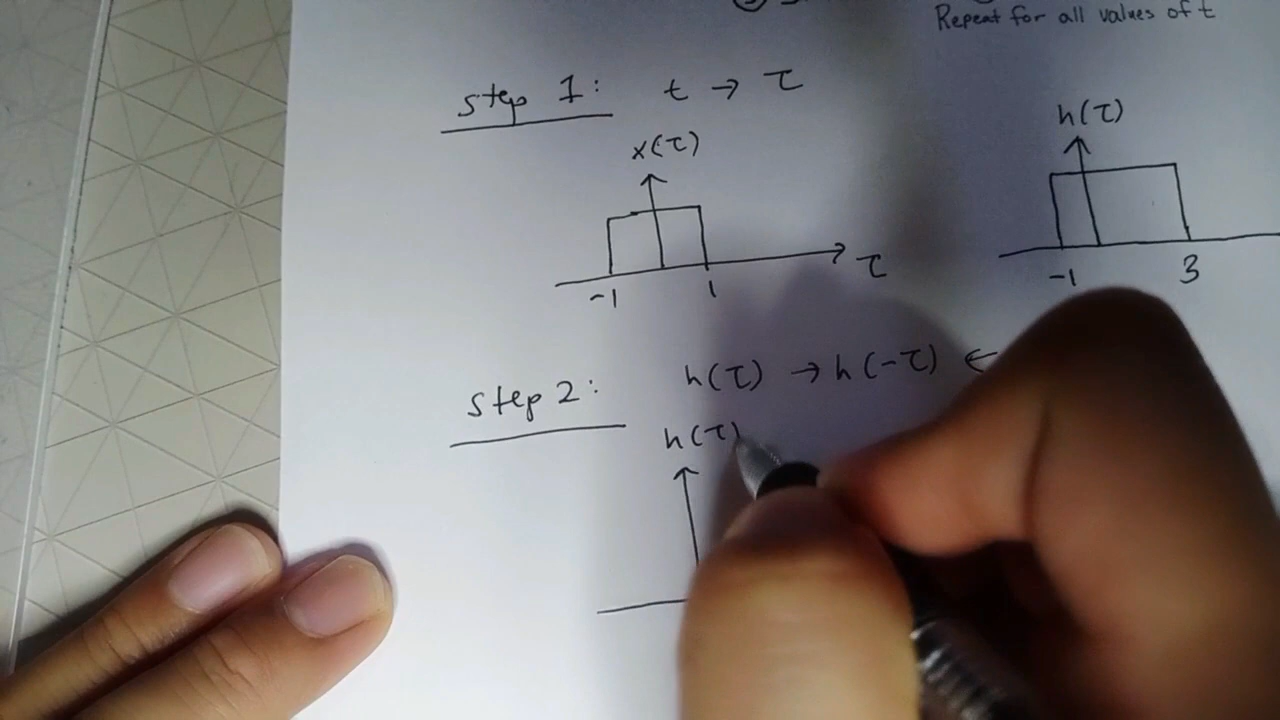 Repeat for all values of t
Step 1: t → τ
x(τ)
h(τ)
-1 1 τ
-1 3
Step 2: h(τ) → h(-τ) ←
h(τ)